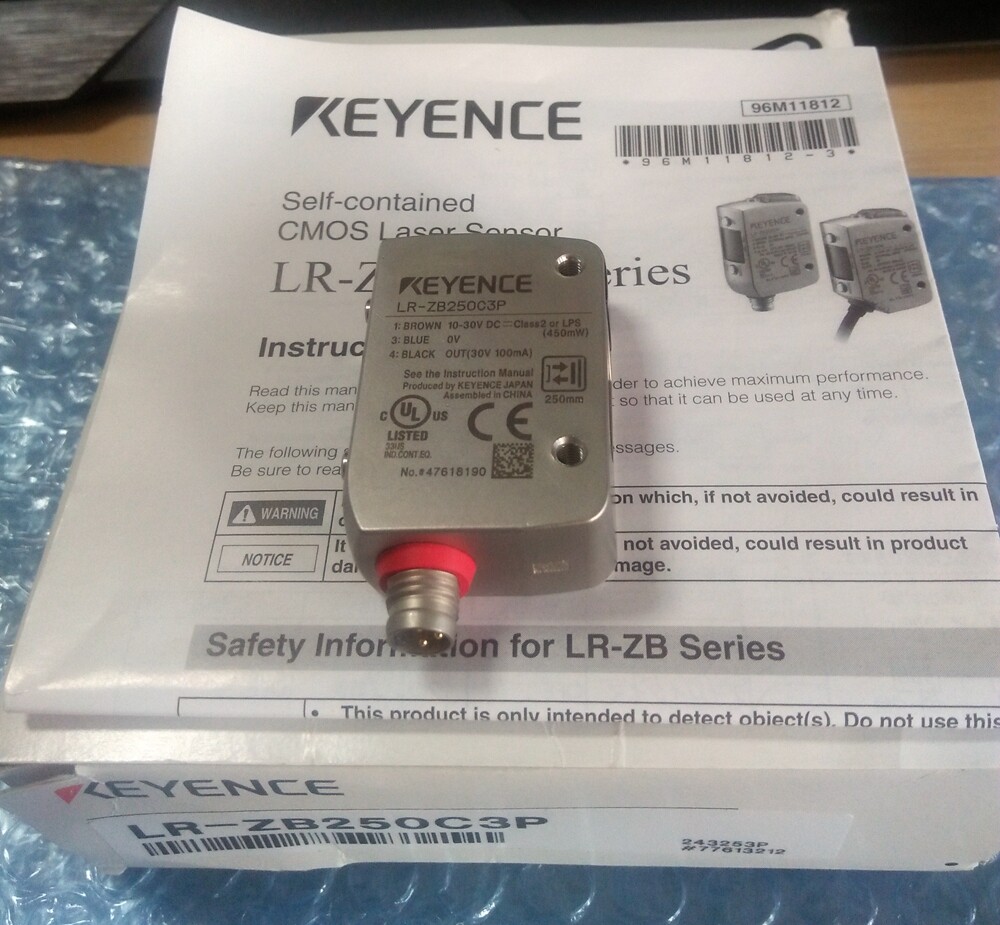 KEYENCE
96M11812
*96M11812-3*
Self-contained
CMOS Laser Sensor
LR-Z
eries
Instruc
Read this man
der to achieve maximum performance.
Keep this man
so that it can be used at any time.
The following
ssages.
Be sure to rea
WARNING
on which, if not avoided, could result in
NOTICE
It
not avoided, could result in product
da
mage.
Safety Infor
tion for LR-ZB Series
• This product is only intended to detect object(s). Do not use this
KEYENCE
LR-ZB250C3P
1: BROWN 10-30V DC Class2 or LPS
(450mW)
3: BLUE 0V
4: BLACK OUT(30V 100mA)
See the Instruction Manual
Produced by KEYENCE JAPAN
Assembled in CHINA
250mm
C UL US
LISTED
33US
IND.CONT.EQ.
CE
No.#47618190
KEYENCE
KEYENCE
KEYENCE
LR-ZB250C3P
243253P
#77613212